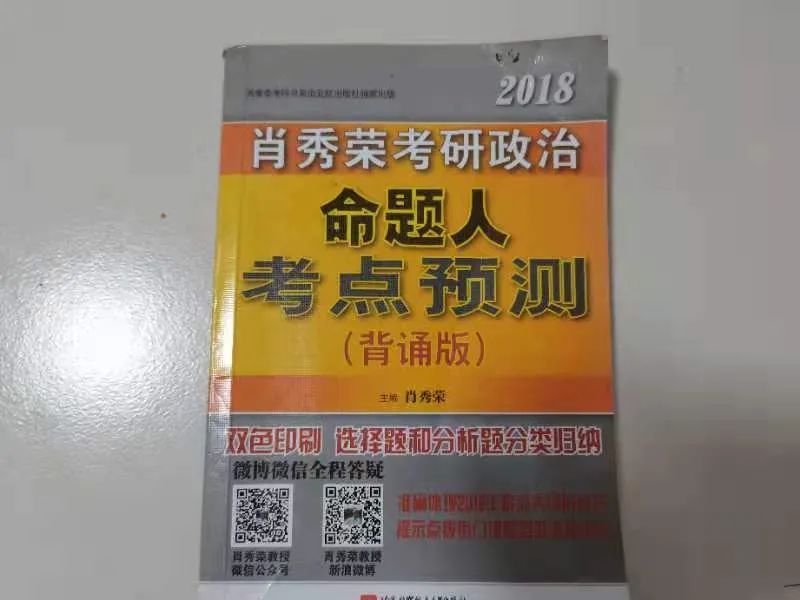 2018
肖秀荣考研政治
命题人
考点预测
(背诵版)
主编 肖秀荣
双色印刷 选择题和分析题分类归纳
微博微信全程答疑
肖秀荣教授 肖秀荣教授
微信公众号 新浪微博